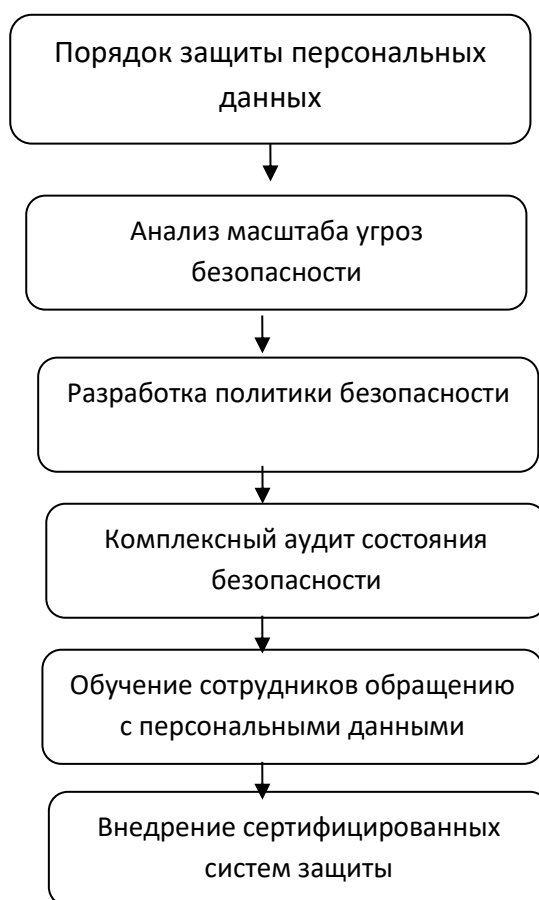 Порядок защиты персональных
данных
Анализ масштаба угроз
безопасности
Разработка политики безопасности
Комплексный аудит состояния
безопасности
Обучение сотрудников обращению
с персональными данными
Внедрение сертифицированных
систем защиты